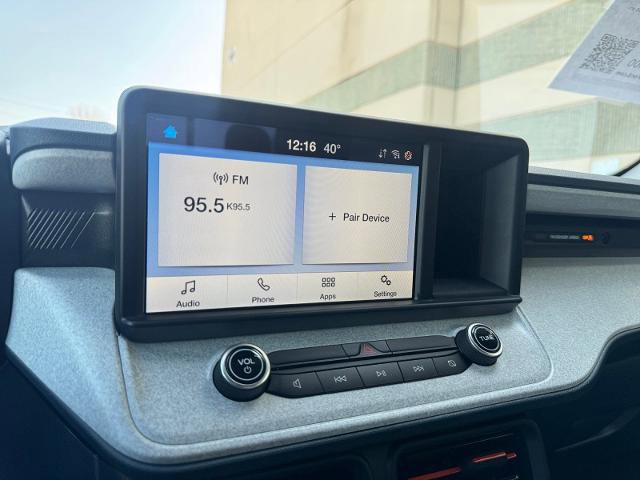 12:16 40°
FM
95.5 K95.5
+ Pair Device
Audio Phone Apps Settings
VOL
TUNE